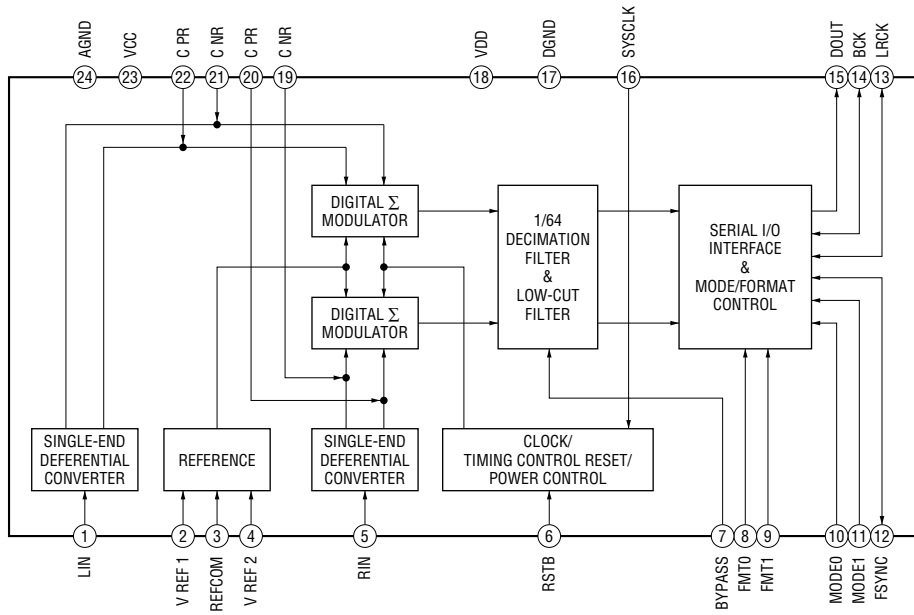 AGND
VCC
C PR
C NR
C PR
C NR
VDD
DGND
SYSCLK
DOUT
BCK
LRCK
24
23
22
21
20
19
18
17
16
15
14
13
DIGITAL Σ
MODULATOR
1/64
DECIMATION
FILTER
&
LOW-CUT
FILTER
SERIAL I/O
INTERFACE
&
MODE/FORMAT
CONTROL
DIGITAL Σ
MODULATOR
SINGLE-END
DEFERENTIAL
CONVERTER
REFERENCE
SINGLE-END
DEFERENTIAL
CONVERTER
CLOCK/
TIMING CONTROL RESET/
POWER CONTROL
1
2
3
4
5
6
7
8
9
10
11
12
LIN
V REF 1
REFCOM
V REF 2
RIN
RSTB
BYPASS
FMT0
FMT1
MODE0
MODE1
FSYNC